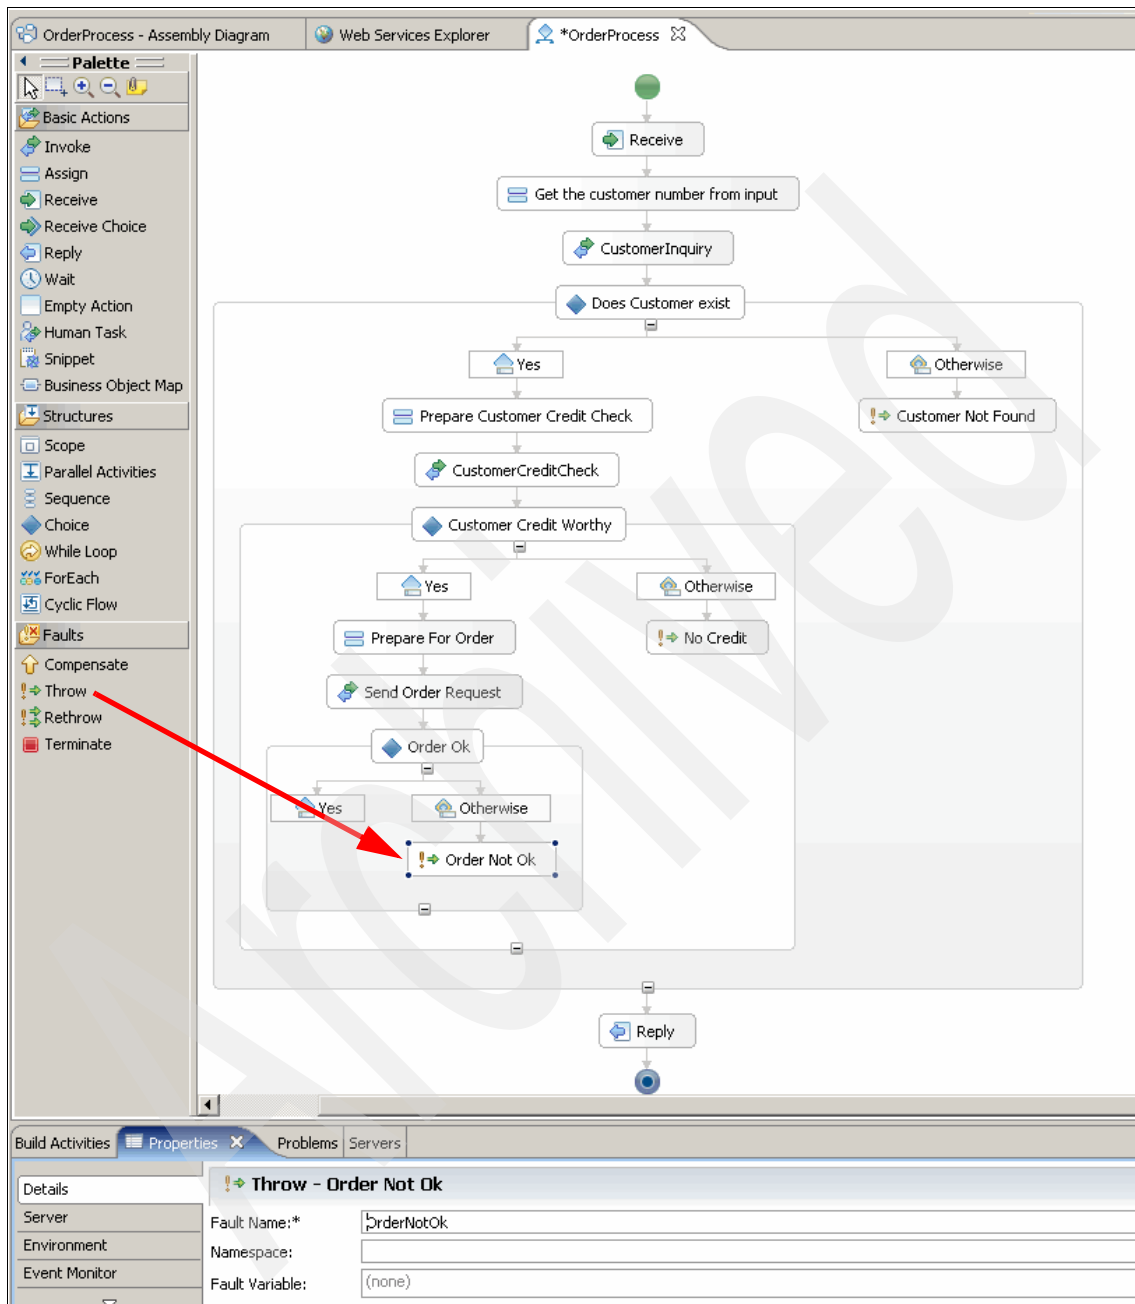 OrderProcess - Assembly Diagram
Web Services Explorer
*OrderProcess
Palette
Basic Actions
Invoke
Assign
Receive
Receive Choice
Reply
Wait
Empty Action
Human Task
Snippet
Business Object Map
Structures
Scope
Parallel Activities
Sequence
Choice
While Loop
ForEach
Cyclic Flow
Faults
Compensate
Throw
Rethrow
Terminate
Receive
Get the customer number from input
CustomerInquiry
Does Customer exist
Yes
Otherwise
Prepare Customer Credit Check
Customer Not Found
CustomerCreditCheck
Customer Credit Worthy
Yes
Otherwise
Prepare For Order
No Credit
Send Order Request
Order Ok
Yes
Otherwise
Order Not Ok
Reply
Archived
Build Activities
Properties
Problems
Servers
Details
Server
Environment
Event Monitor
Throw - Order Not Ok
Fault Name:*
OrderNotOk
Namespace:
Fault Variable:
(none)